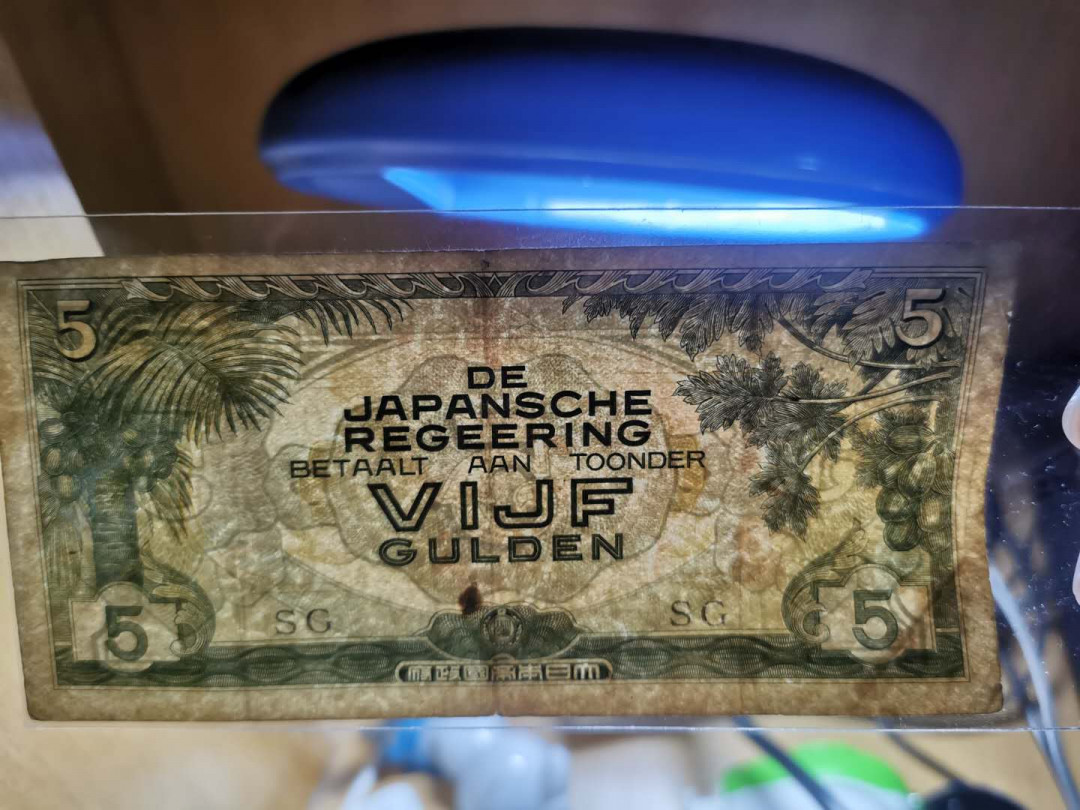 5 5
DE
JAPANSCHE
REGEERING
BETAALT AAN TOONDER
VIJF
GULDEN
SG SG
5 5
府政國帝本日大